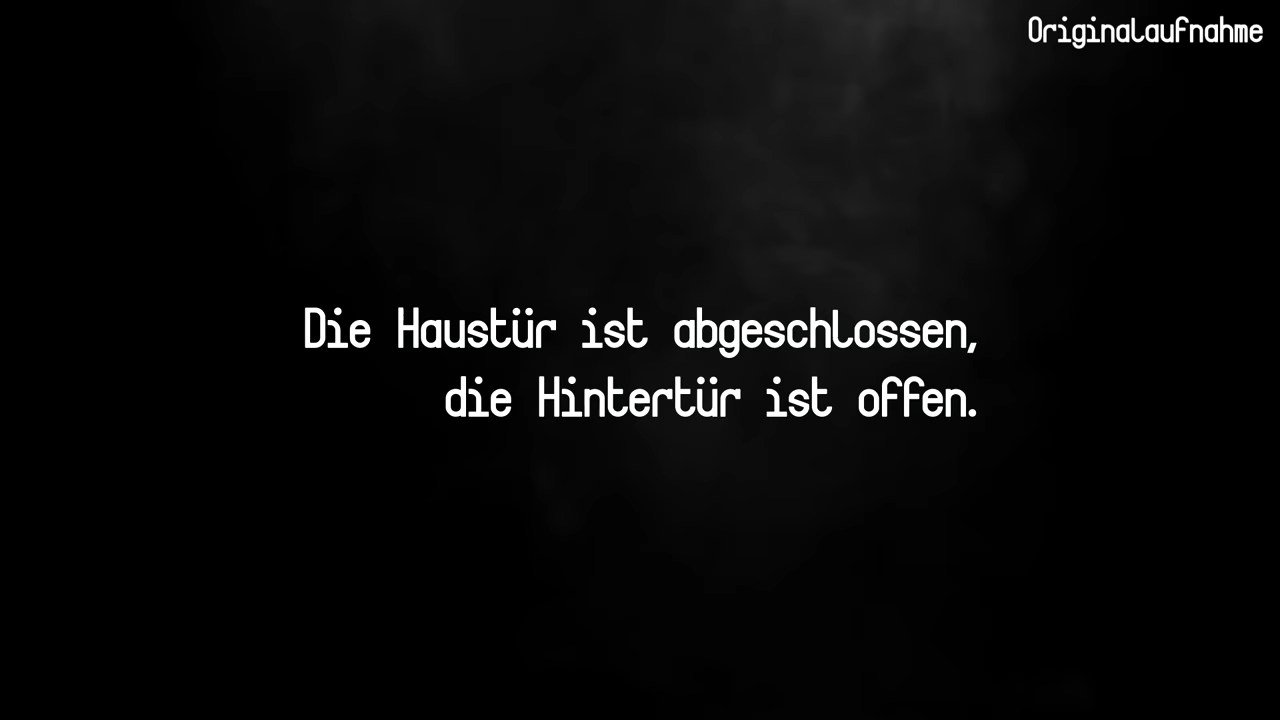 Originalaufnahme
Die Haustür ist abgeschlossen,
die Hintertür ist offen.